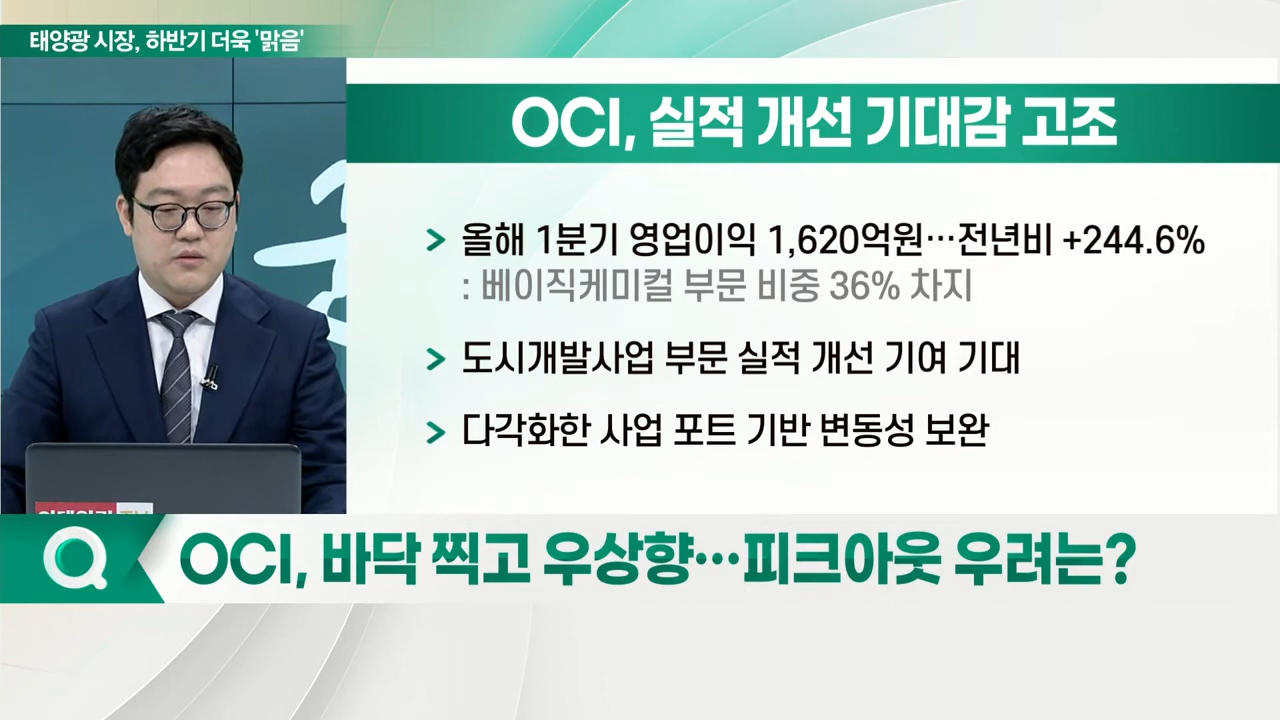 태양광 시장, 하반기 더욱 '맑음'
OCI, 실적 개선 기대감 고조
> 올해 1분기 영업이익 1,620억원…전년비 +244.6%
: 베이직케미컬 부문 비중 36% 차지
> 도시개발사업 부문 실적 개선 기여 기대
> 다각화한 사업 포트 기반 변동성 보완
OCI, 바닥 찍고 우상향…피크아웃 우려는?